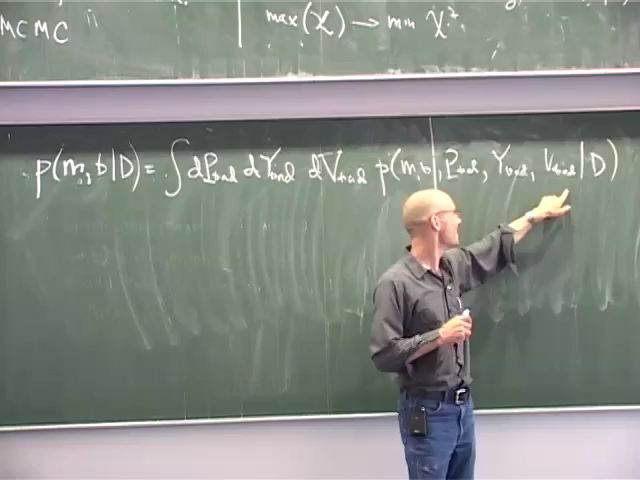 MCMC
max(χ) → min χ².
p(m, b|D) = ∫ dP_bad dY_bad dV_bad p(m, b|, P_bad, Y_bad, V_bad|D)